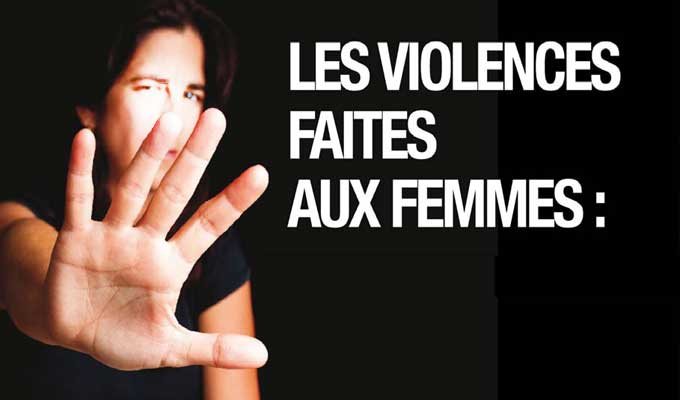 LES VIOLENCES
FAITES
AUX FEMMES :